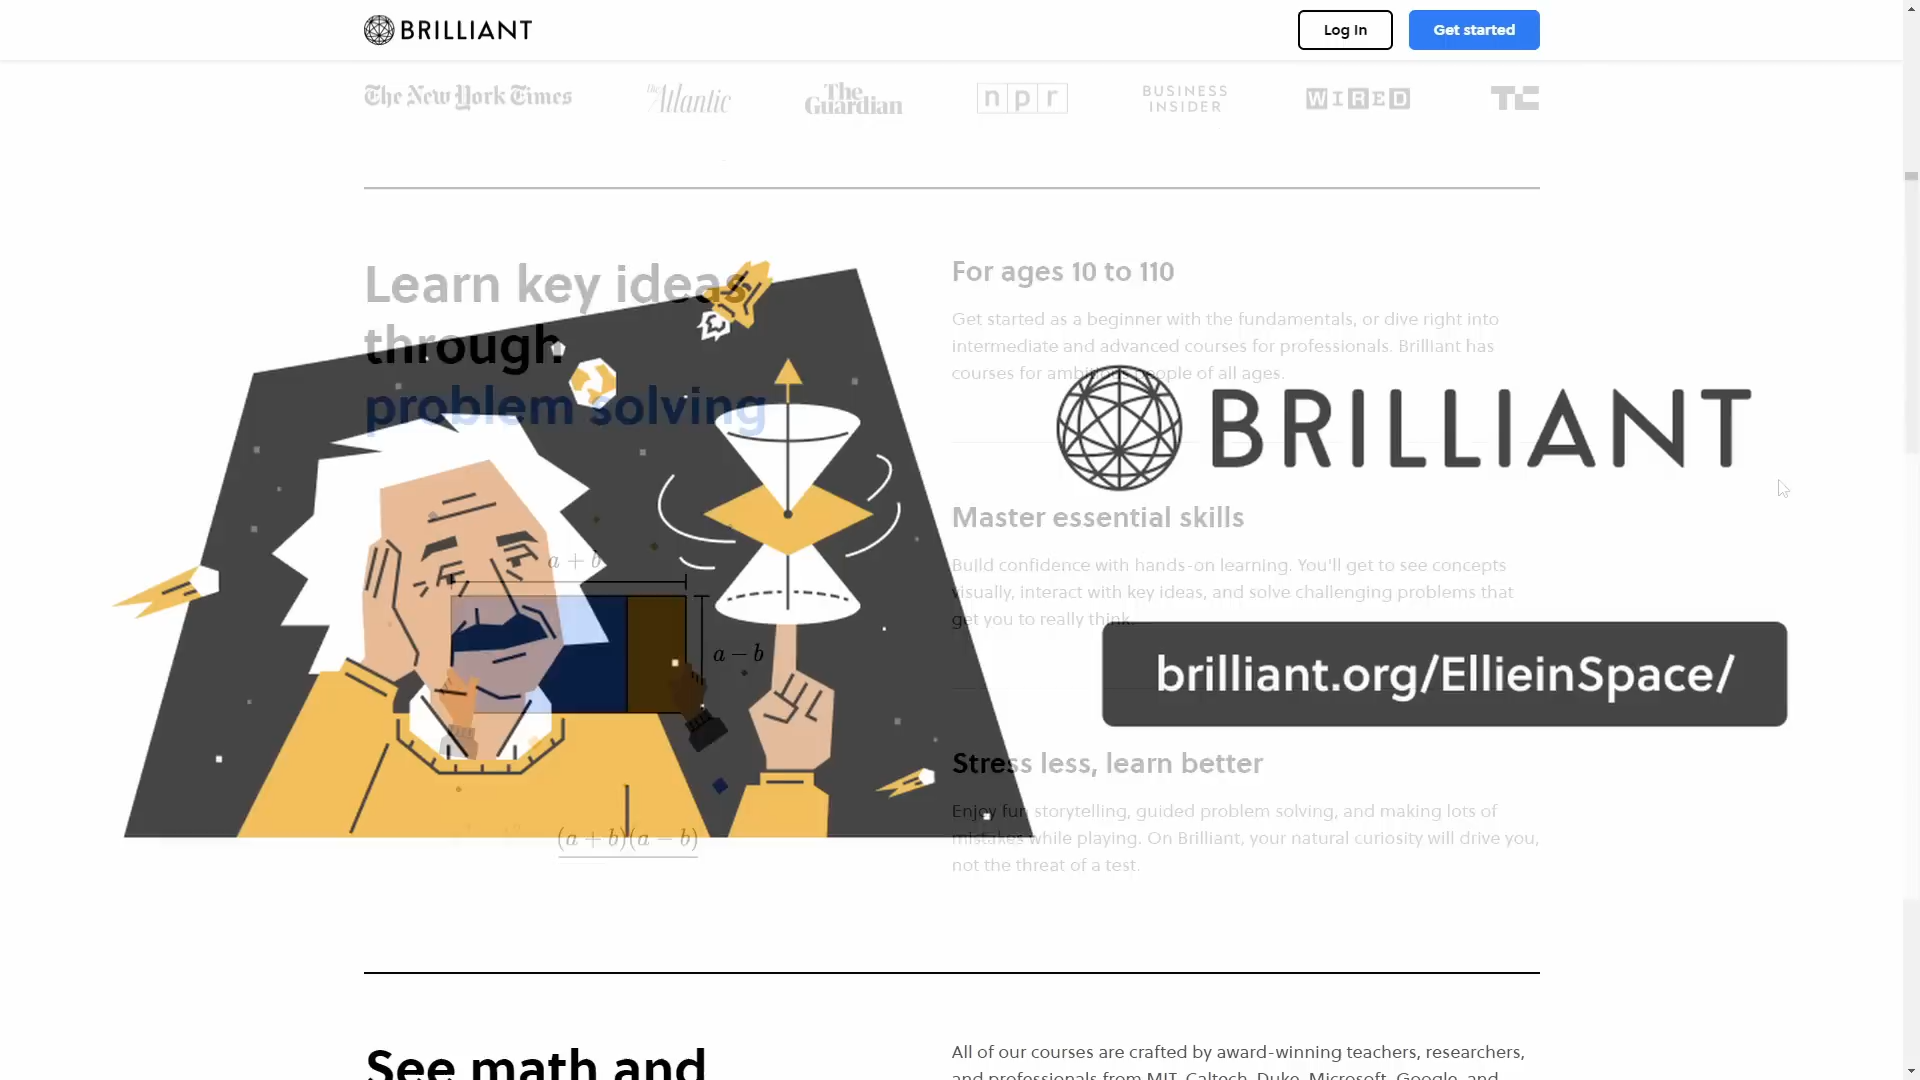 BRILLIANT
Log in
Get started
The New York Times
The Atlantic
The Guardian
npr
BUSINESS INSIDER
WIRED
TC
Learn key ideas
through
problem solving
For ages 10 to 110
Get started as a beginner with the fundamentals, or dive right into
intermediate and advanced courses for professionals. Brilliant has
courses for ambitious people of all ages.
BRILLIANT
Master essential skills
Build confidence with hands-on learning. You'll get to see concepts
visually, interact with key ideas, and solve challenging problems that
get you to really think.
a + b
a − b
brilliant.org/EllieinSpace/
Stress less, learn better
Enjoy fun storytelling, guided problem solving, and making lots of
mistakes while playing. On Brilliant, your natural curiosity will drive you,
not the threat of a test.
(a + b)(a − b)
See math and
All of our courses are crafted by award-winning teachers, researchers,
and professionals from MIT, Caltech, Duke, Microsoft, Google, and